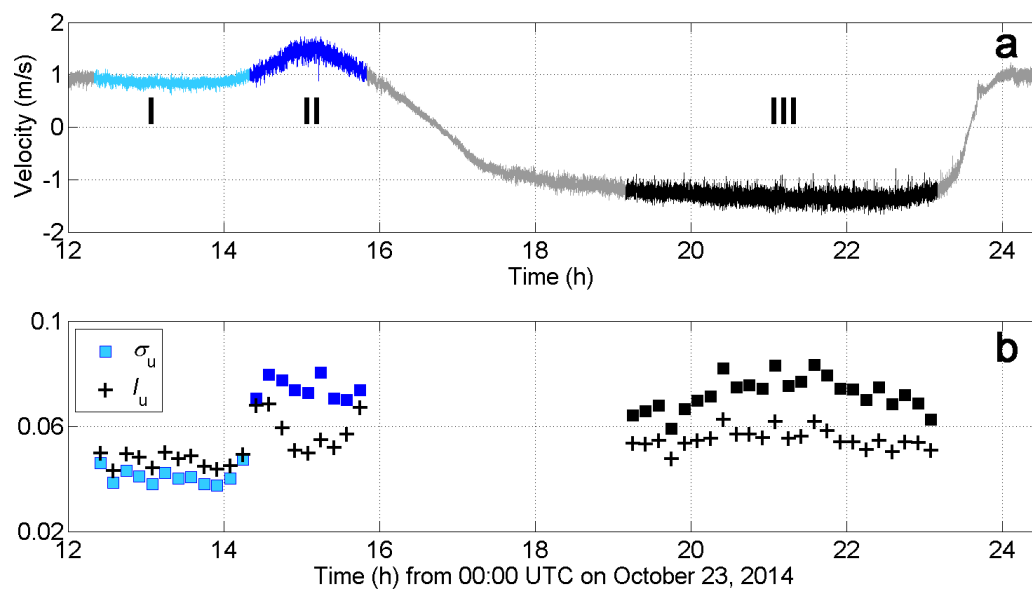 2
1
0
-1
-2
Velocity (m/s)
a
I
II
III
12 14 16 18 20 22 24
Time (h)
0.1
0.06
0.02
σu
Iu
b
12 14 16 18 20 22 24
Time (h) from 00:00 UTC on October 23, 2014